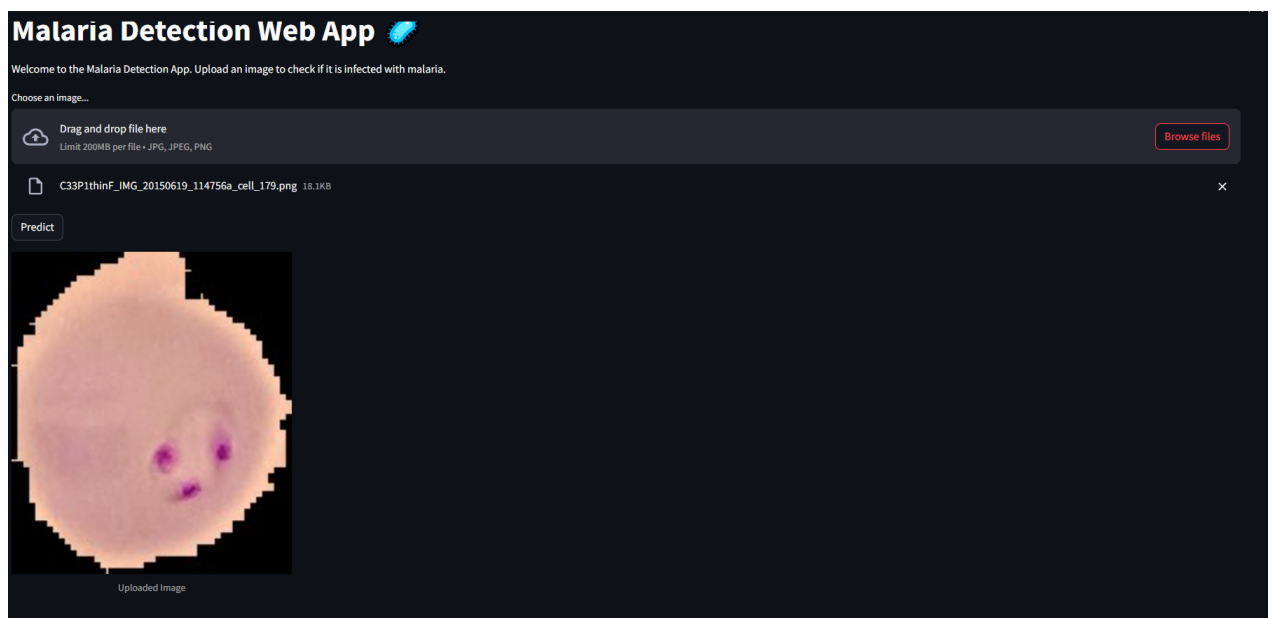 Malaria Detection Web App
Welcome to the Malaria Detection App. Upload an image to check if it is infected with malaria.
Choose an image...
Drag and drop file here
Limit 200MB per file • JPG, JPEG, PNG
Browse files
C33P1thinF_IMG_20150619_114756a_cell_179.png 18.1KB
Predict
Uploaded Image